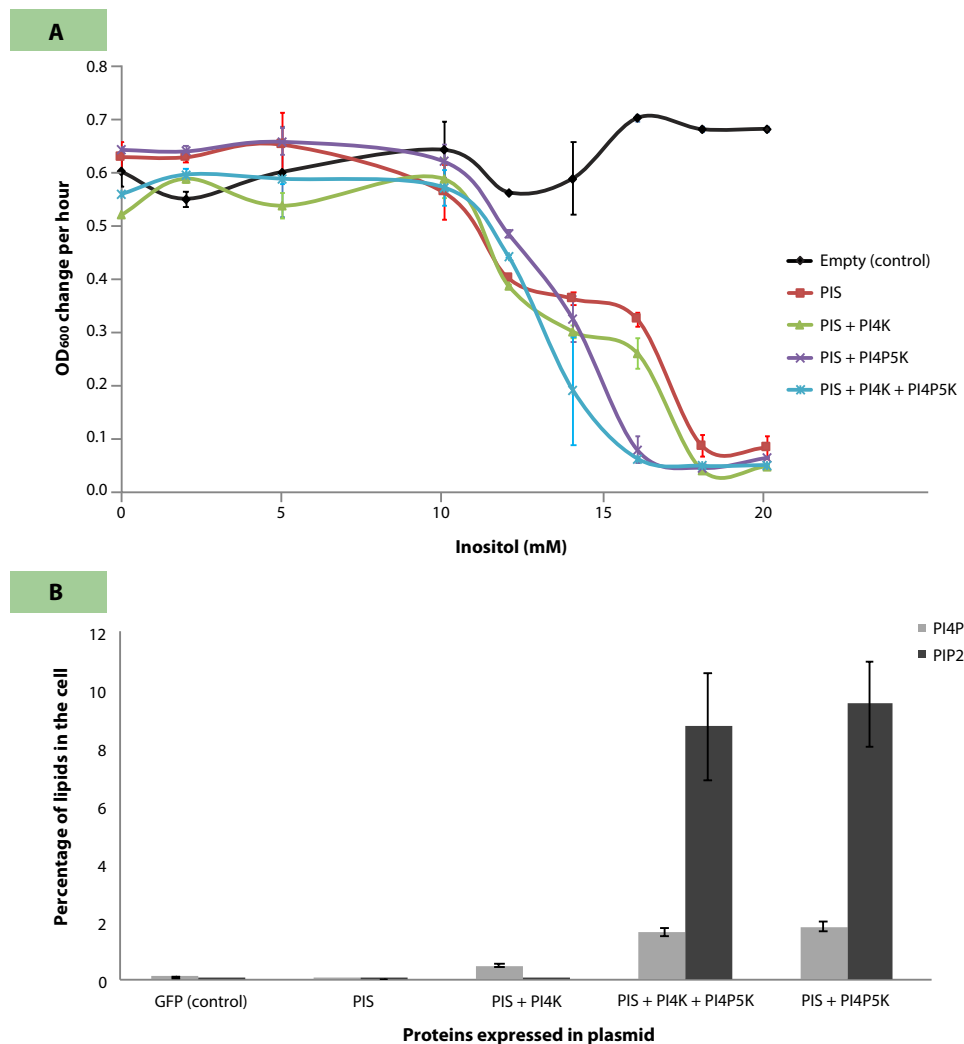 A
OD600 change per hour
0.8
0.7
0.6
0.5
0.4
0.3
0.2
0.1
0.0
0 5 10 15 20
Inositol (mM)
Empty (control)
PIS
PIS + PI4K
PIS + PI4P5K
PIS + PI4K + PI4P5K
B
Percentage of lipids in the cell
12
10
8
6
4
2
0
PI4P
PIP2
GFP (control) PIS PIS + PI4K PIS + PI4K + PI4P5K PIS + PI4P5K
Proteins expressed in plasmid